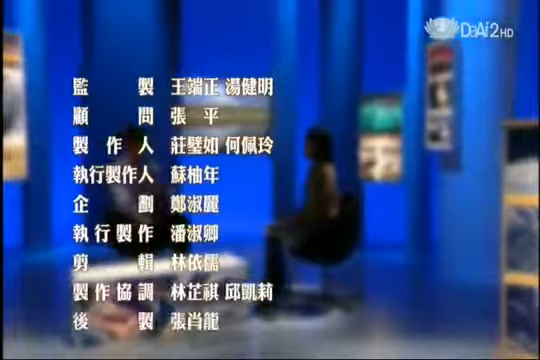 DaAi2HD
監製 王端正 湯健明
顧問 張平
製作人 莊璧如 何佩玲
執行製作人 蘇柚年
企劃 鄭淑麗
執行製作 潘淑卿
剪輯 林依儒
製作協調 林芷祺 邱凱莉
後製 張肖龍